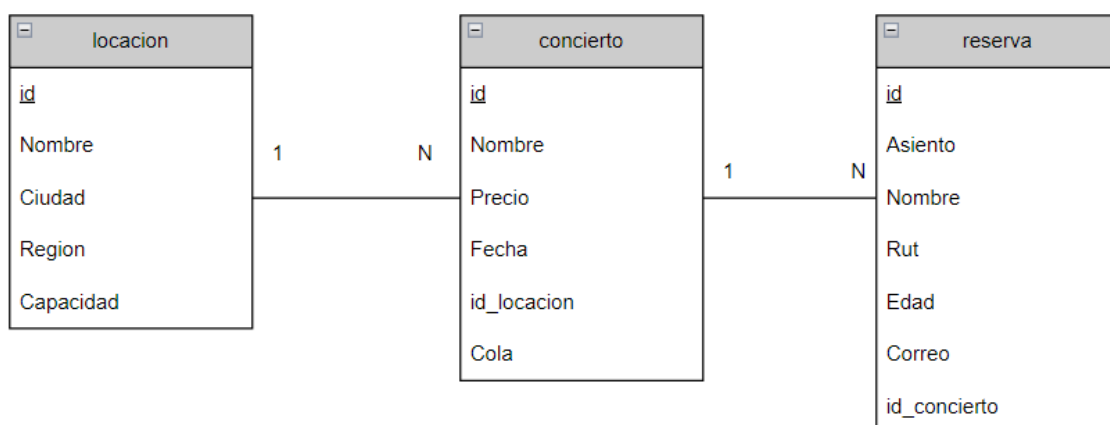 locacion
id
Nombre
Ciudad
Region
Capacidad
1
N
concierto
id
Nombre
Precio
Fecha
id_locacion
Cola
1
N
reserva
id
Asiento
Nombre
Rut
Edad
Correo
id_concierto